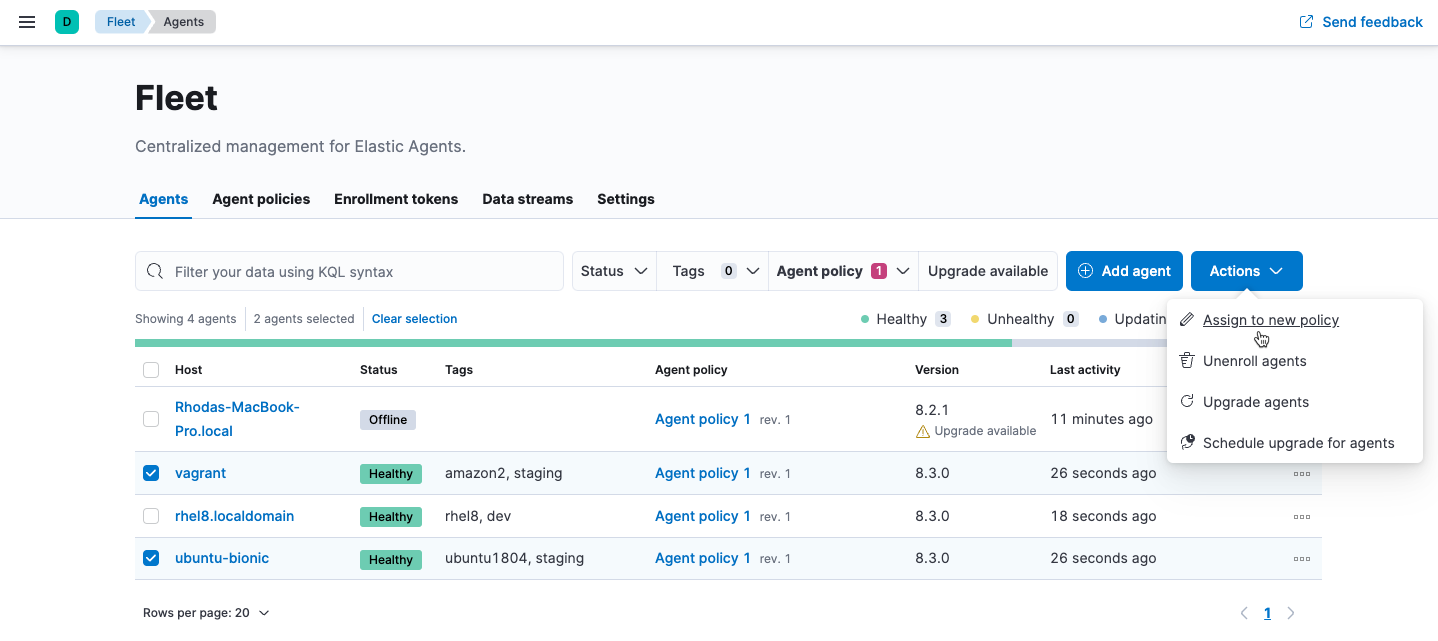 D Fleet Agents Send feedback
Fleet
Centralized management for Elastic Agents.
Agents Agent policies Enrollment tokens Data streams Settings
Filter your data using KQL syntax Status Tags 0 Agent policy 1 Upgrade available Add agent Actions
Showing 4 agents 2 agents selected Clear selection Healthy 3 Unhealthy 0 Updatin
Assign to new policy
Unenroll agents
Upgrade agents
Schedule upgrade for agents
Host Status Tags Agent policy Version Last activity
Rhodas-MacBook-
Pro.local Offline Agent policy 1 rev. 1 8.2.1 11 minutes ago
Upgrade available
vagrant Healthy amazon2, staging Agent policy 1 rev. 1 8.3.0 26 seconds ago
rhel8.localdomain Healthy rhel8, dev Agent policy 1 rev. 1 8.3.0 18 seconds ago
ubuntu-bionic Healthy ubuntu1804, staging Agent policy 1 rev. 1 8.3.0 26 seconds ago
Rows per page: 20 1